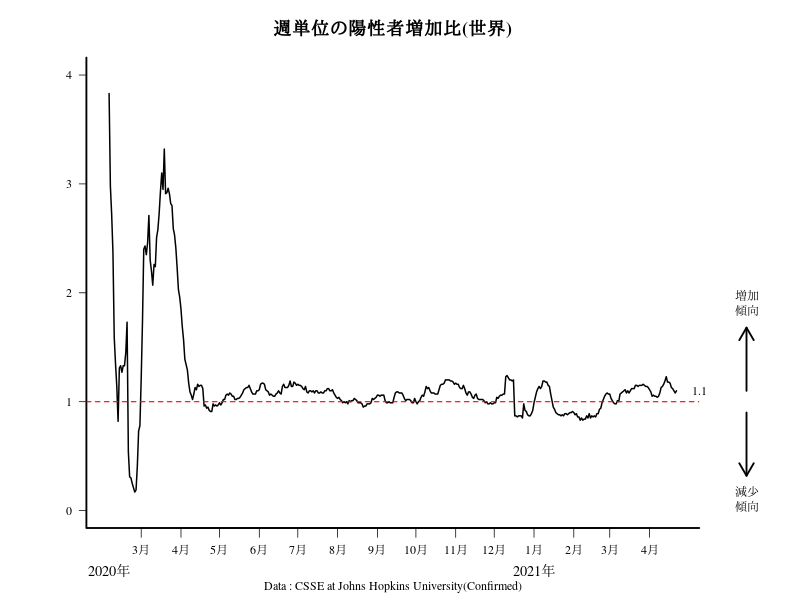 週単位の陽性者増加比(世界)
4
3
2
1
0
増加
傾向
1.1
減少
傾向
3月 4月 5月 6月 7月 8月 9月 10月 11月 12月 1月 2月 3月 4月
2020年 2021年
Data : CSSE at Johns Hopkins University(Confirmed)